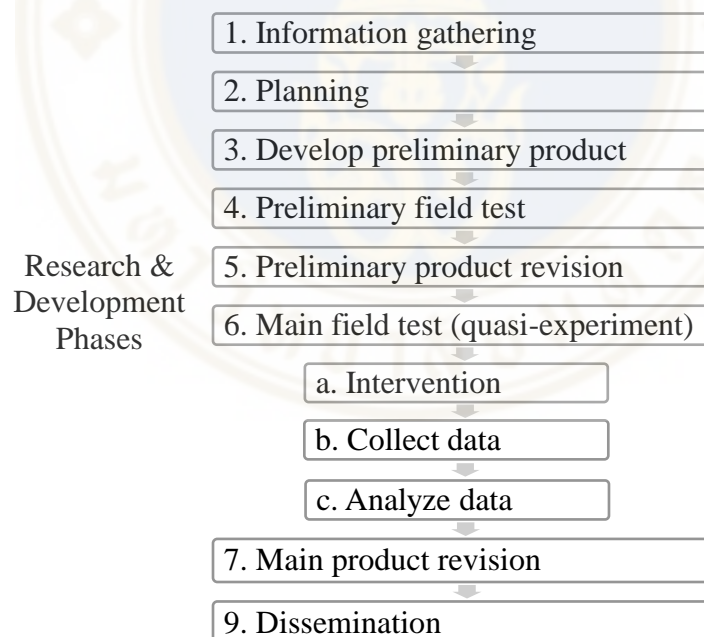 1. Information gathering
2. Planning
3. Develop preliminary product
4. Preliminary field test
Research &
Development
Phases
5. Preliminary product revision
6. Main field test (quasi-experiment)
a. Intervention
b. Collect data
c. Analyze data
7. Main product revision
9. Dissemination